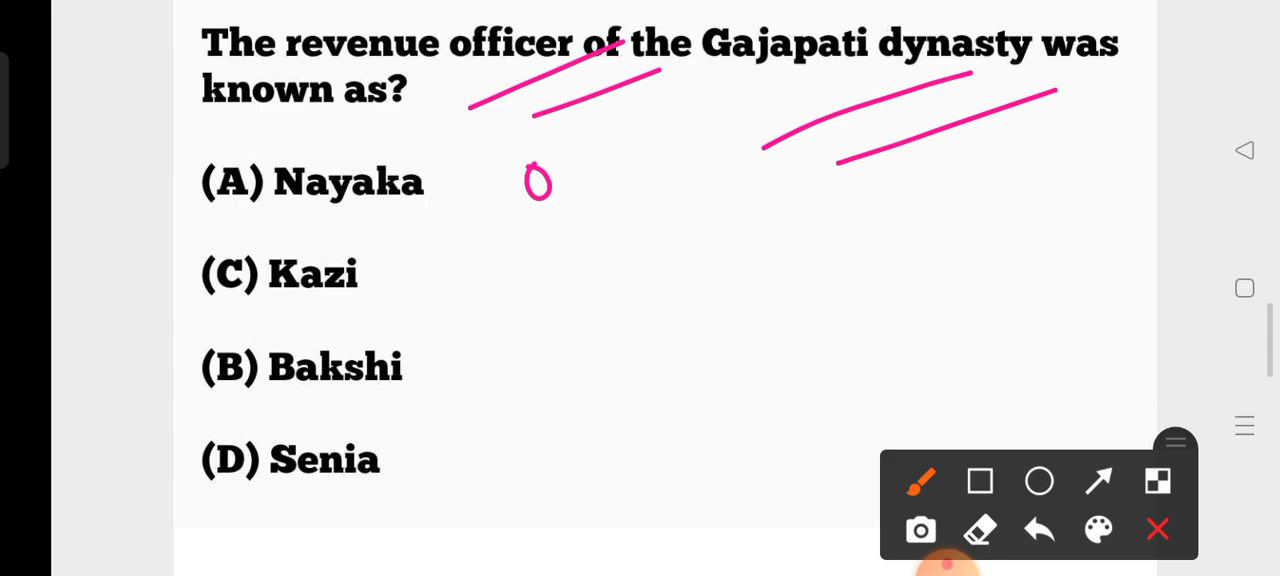 The revenue officer of the Gajapati dynasty was
known as?
(A) Nayaka
(C) Kazi
(B) Bakshi
(D) Senia